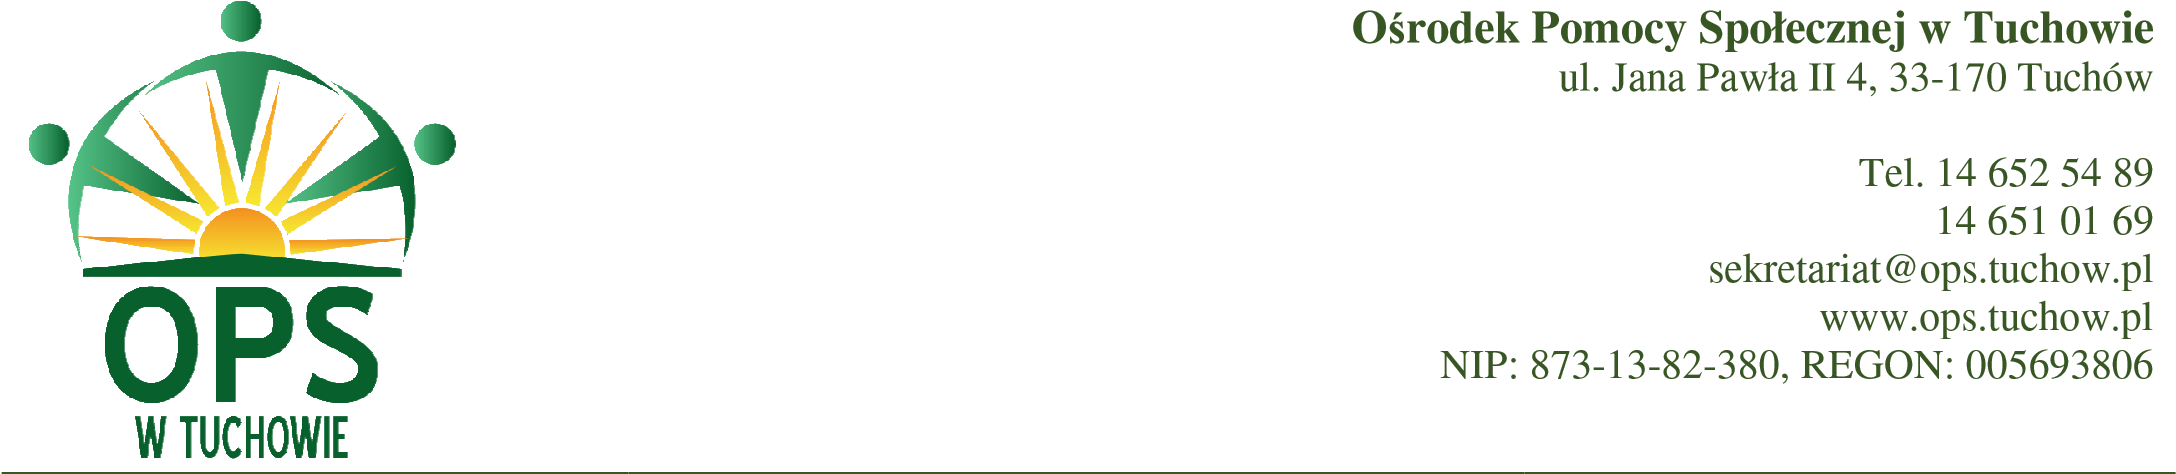 OPS
W TUCHOWIE
Ośrodek Pomocy Społecznej w Tuchowie
ul. Jana Pawła II 4, 33-170 Tuchów
Tel. 14 652 54 89
14 651 01 69
sekretariat@ops.tuchow.pl
www.ops.tuchow.pl
NIP: 873-13-82-380, REGON: 005693806